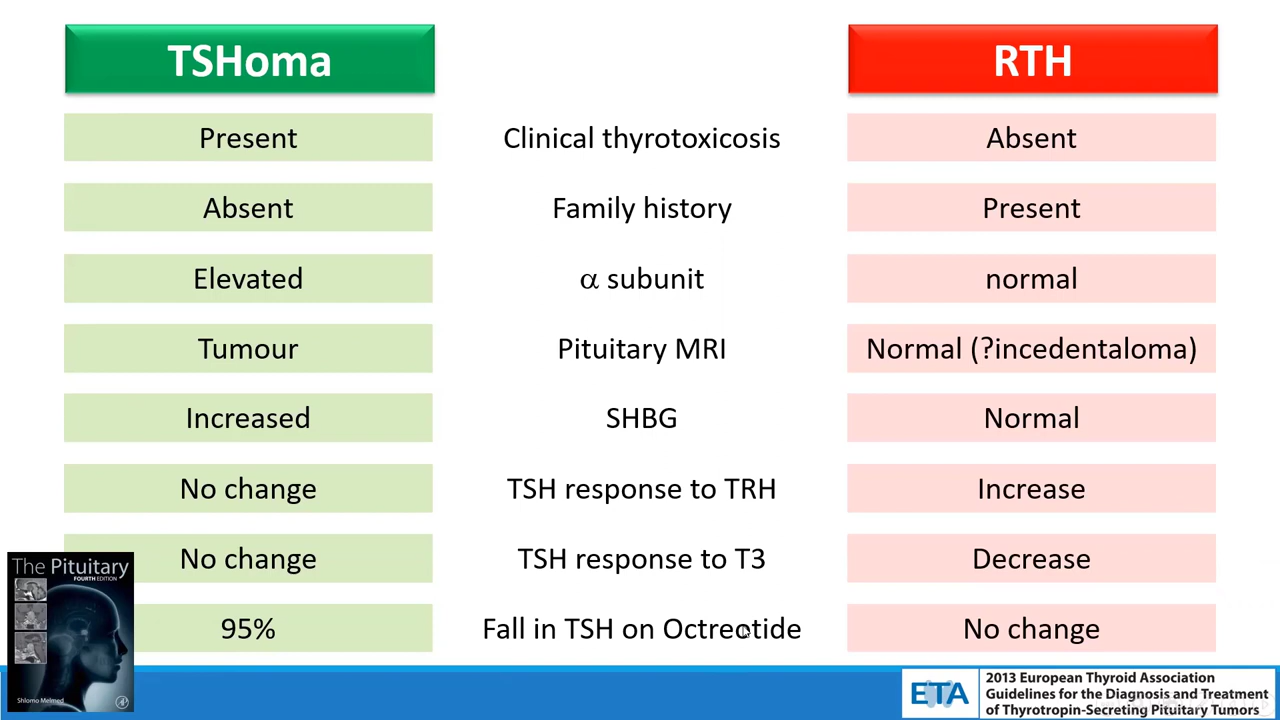 TSHoma RTH
Present Clinical thyrotoxicosis Absent
Absent Family history Present
Elevated α subunit normal
Tumour Pituitary MRI Normal (?incedentaloma)
Increased SHBG Normal
No change TSH response to TRH Increase
No change TSH response to T3 Decrease
95% Fall in TSH on Octreotide No change
The Pituitary
FOURTH EDITION
Shlomo Melmed
ETA
2013 European Thyroid Association
Guidelines for the Diagnosis and Treatment
of Thyrotropin-Secreting Pituitary Tumors